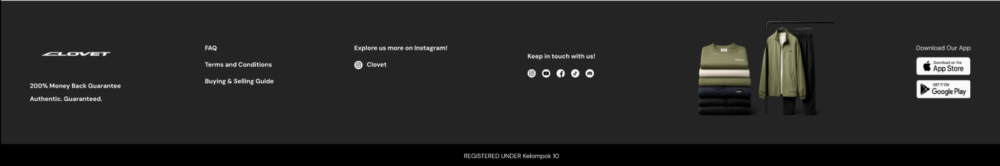 CLOVET
200% Money Back Guarantee
Authentic. Guaranteed.
FAQ
Terms and Conditions
Buying & Selling Guide
Explore us more on Instagram!
Clovet
Keep in touch with us!
Download Our App
Download on the
App Store
GET IT ON
Google Play
REGISTERED UNDER Kelompok 10